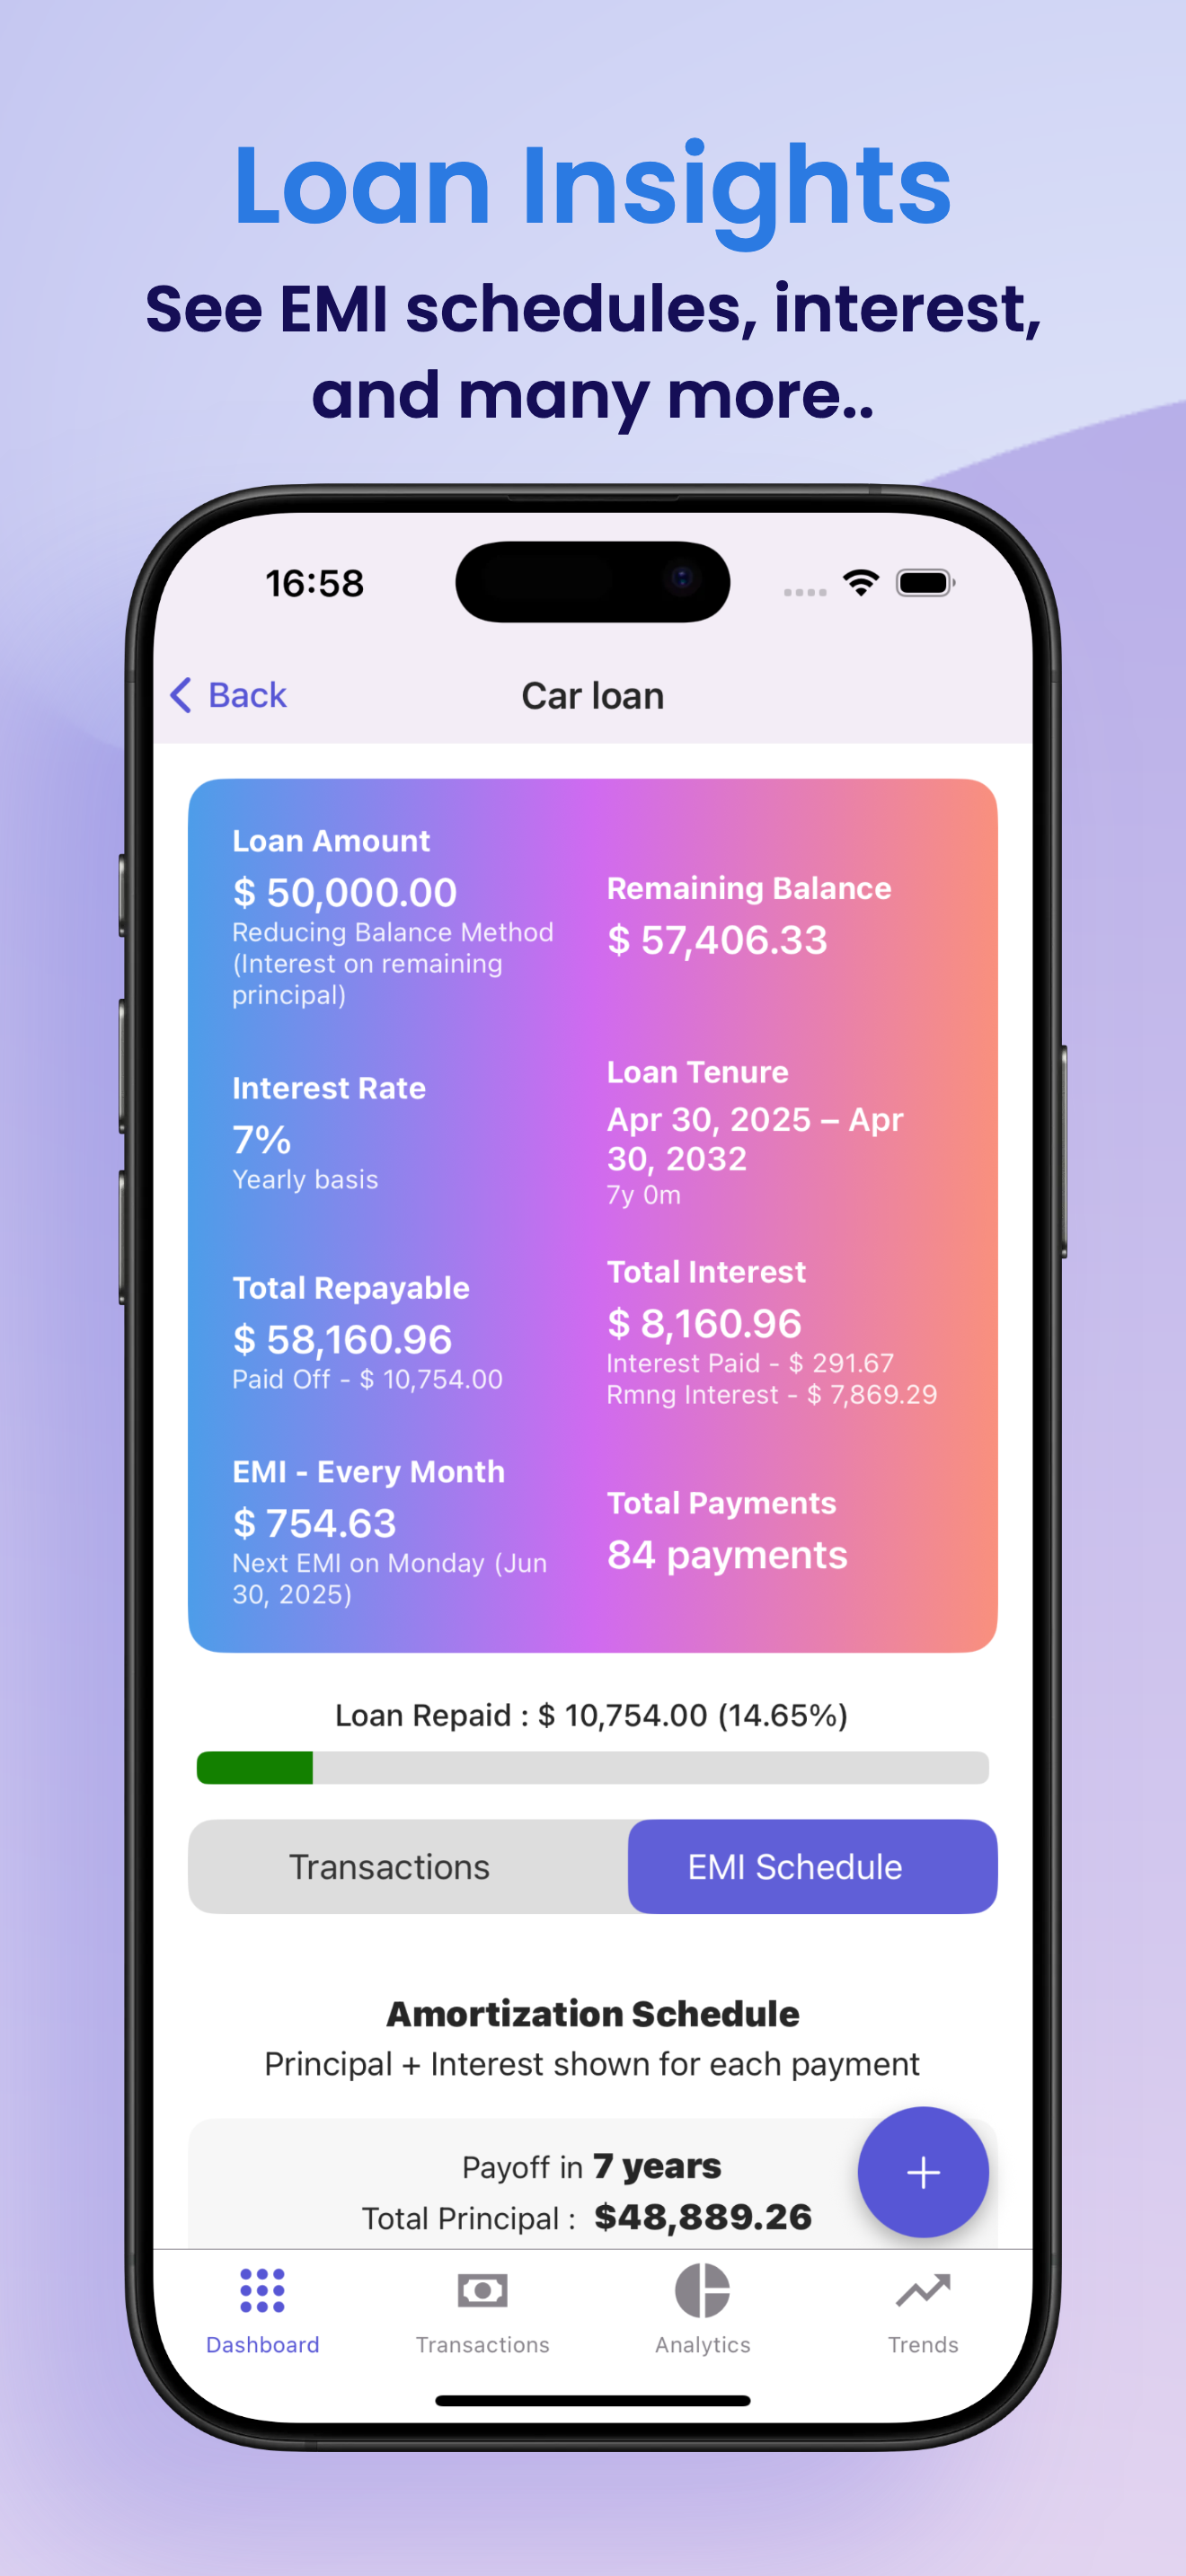 Loan Insights
See EMI schedules, interest,
and many more..
16:58
Back
Car loan
Loan Amount
$ 50,000.00
Reducing Balance Method
(Interest on remaining
principal)
Remaining Balance
$ 57,406.33
Interest Rate
7%
Yearly basis
Loan Tenure
Apr 30, 2025 – Apr
30, 2032
7y 0m
Total Repayable
$ 58,160.96
Paid Off - $ 10,754.00
Total Interest
$ 8,160.96
Interest Paid - $ 291.67
Rmng Interest - $ 7,869.29
EMI - Every Month
$ 754.63
Next EMI on Monday (Jun
30, 2025)
Total Payments
84 payments
Loan Repaid : $ 10,754.00 (14.65%)
Transactions
EMI Schedule
Amortization Schedule
Principal + Interest shown for each payment
Payoff in 7 years
Total Principal : $48,889.26
+
Dashboard
Transactions
Analytics
Trends